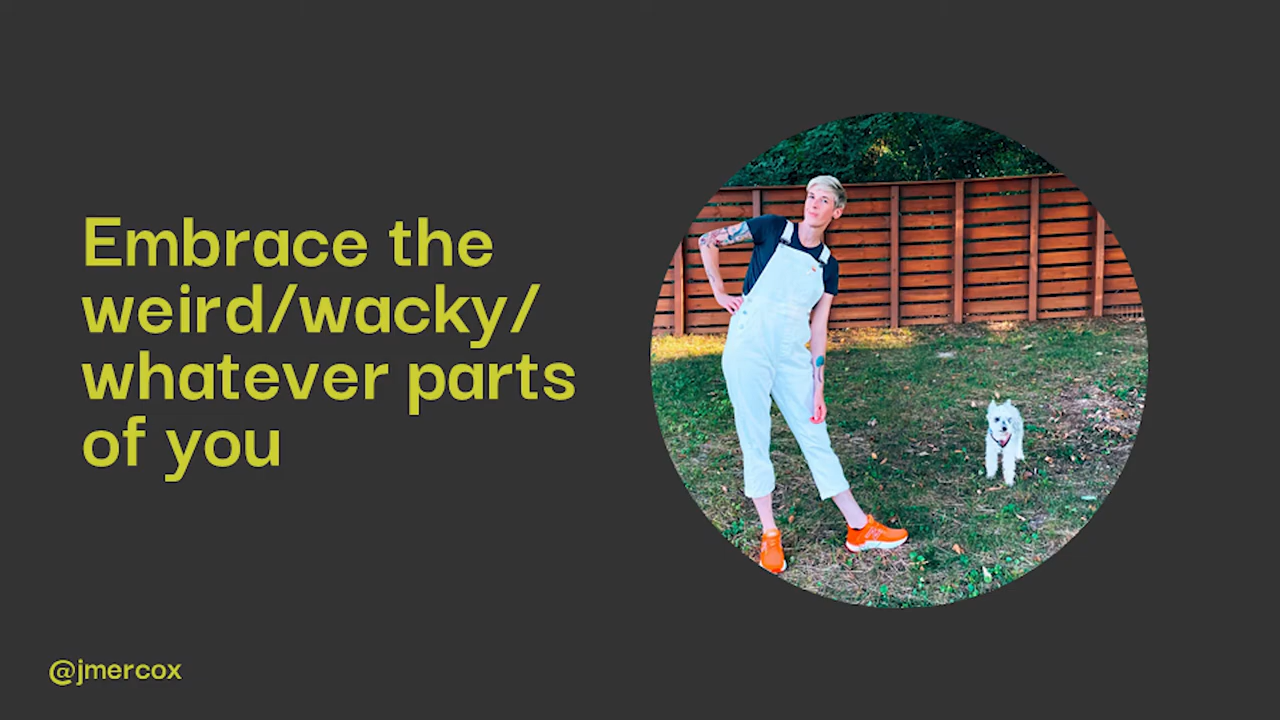 Embrace the
weird/wacky/
whatever parts
of you
@jmercox